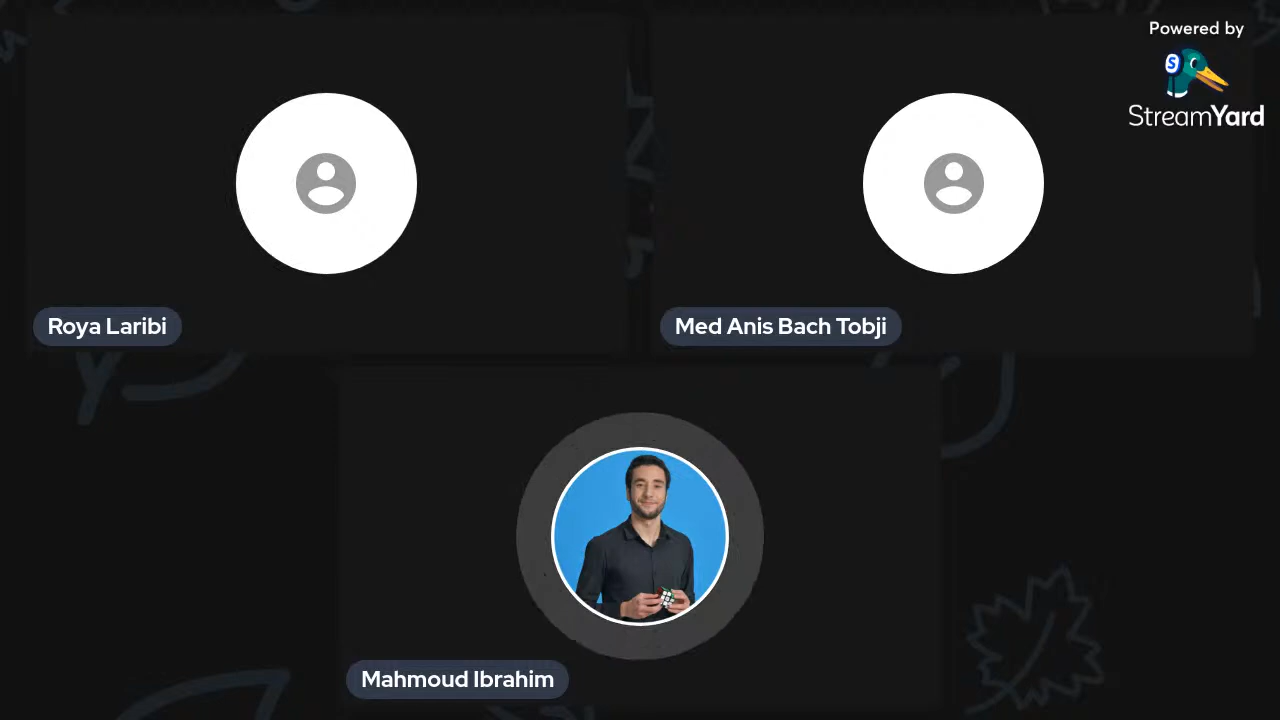 Powered by
StreamYard
Roya Laribi
Med Anis Bach Tobji
Mahmoud Ibrahim